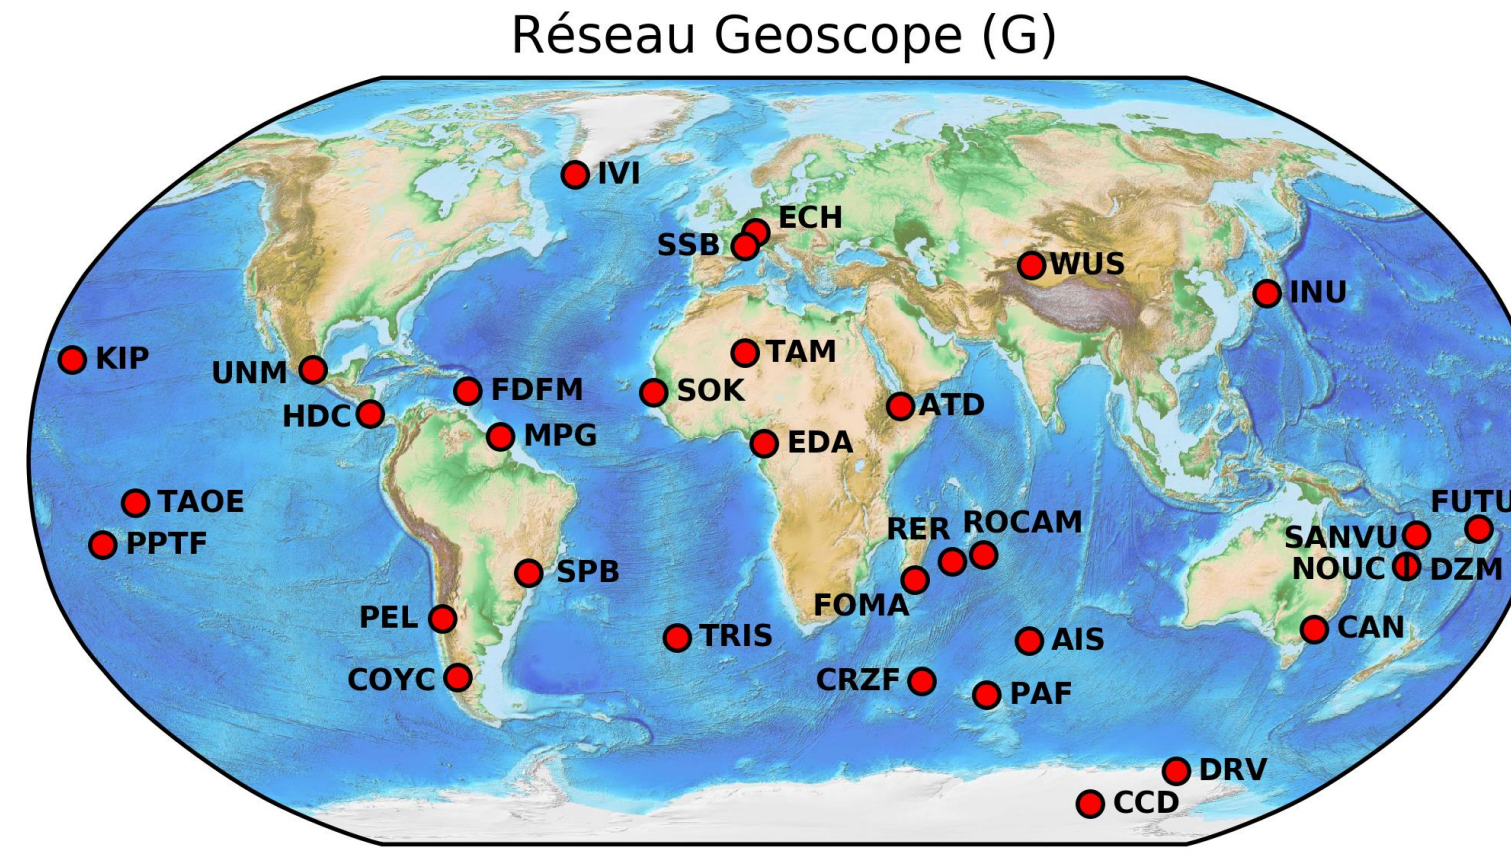 Réseau Geoscope (G)
IVI
ECH
SSB
WUS
INU
KIP
UNM
TAM
FDFM
SOK
HDC
ATD
MPG
EDA
TAOE
FUTU
RER
ROCAM
SANVU
PPTF
NOUC
DZM
SPB
FOMA
PEL
TRIS
CAN
AIS
COYC
CRZF
PAF
DRV
CCD